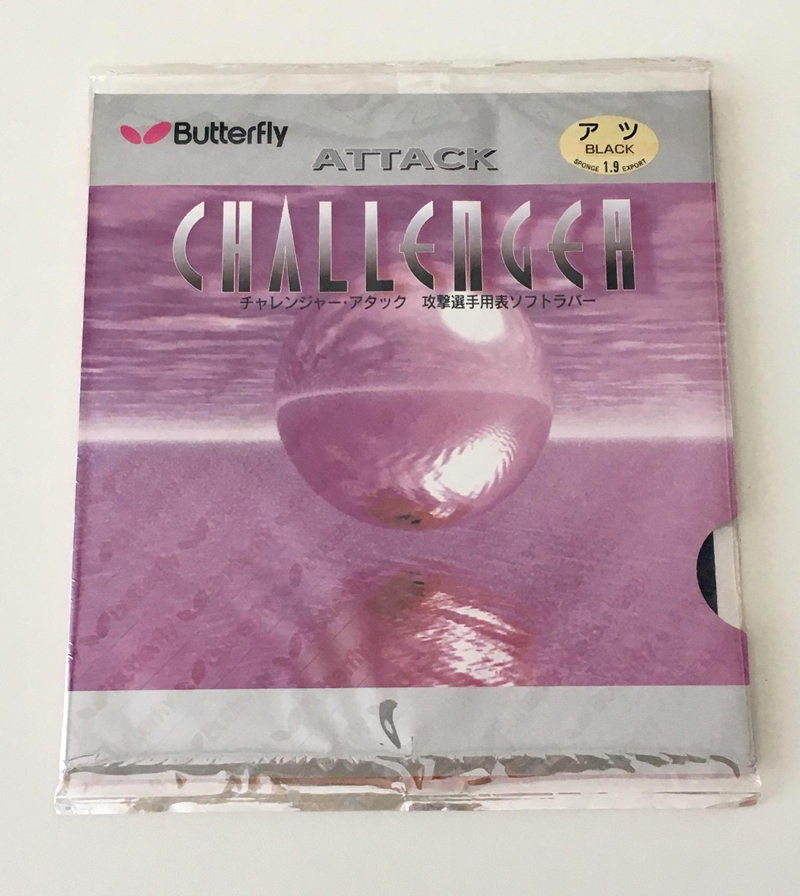 Butterfly
ATTACK
アツ
BLACK
SPONGE 1.9 EXPORT
CHALLENGER
チャレンジャー・アタック 攻撃選手用表ソフトラバー